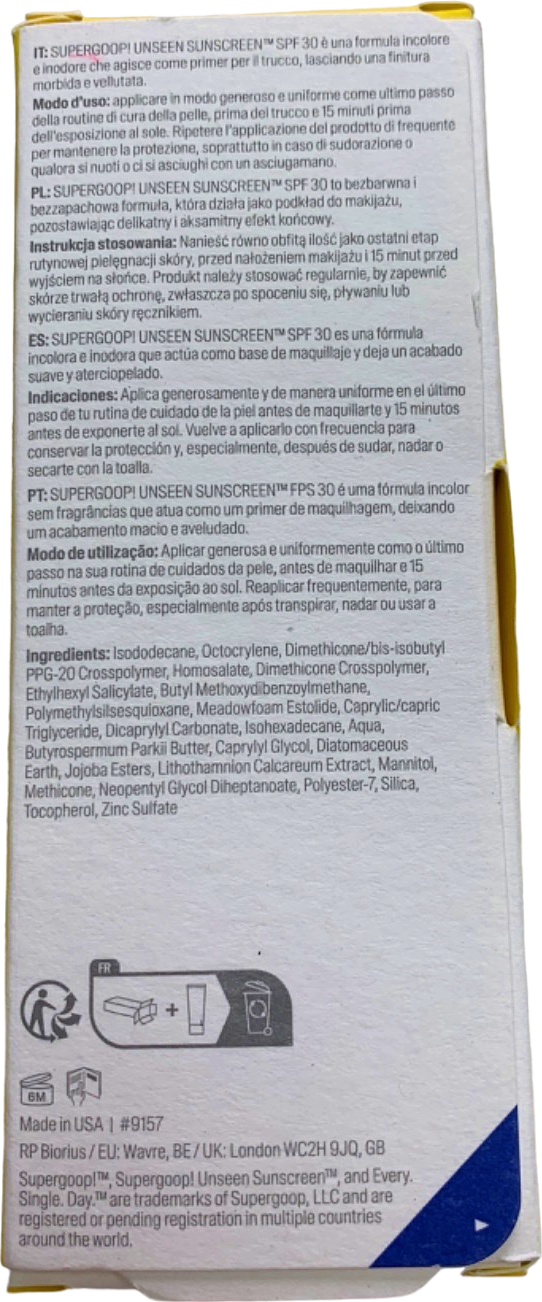 IT: SUPERGOOP! UNSEEN SUNSCREEN™ SPF 30 è una formula incolore
e inodore che agisce come primer per il trucco, lasciando una finitura
morbida e vellutata.
Modo d'uso: applicare in modo generoso e uniforme come ultimo passo
della routine di cura della pelle, prima del trucco e 15 minuti prima
dell'esposizione al sole. Ripetere l'applicazione del prodotto di frequente
per mantenere la protezione, soprattutto in caso di sudorazione o
qualora si nuoti o ci si asciughi con un asciugamano.
PL: SUPERGOOP! UNSEEN SUNSCREEN™ SPF 30 to bezbarwna i
bezzapachowa formuła, która działa jako podkład do makijażu,
pozostawiając delikatny i aksamitny efekt końcowy.
Instrukcja stosowania: Nanieść równo obfitą ilość jako ostatni etap
rutynowej pielęgnacji skóry, przed nałożeniem makijażu i 15 minut przed
wyjściem na słońce. Produkt należy stosować regularnie, by zapewnić
skórze trwałą ochronę, zwłaszcza po spoceniu się, pływaniu lub
wycieraniu skóry ręcznikiem.
ES: SUPERGOOP! UNSEEN SUNSCREEN™ SPF 30 es una fórmula
incolora e inodora que actúa como base de maquillaje y deja un acabado
suave y aterciopelado.
Indicaciones: Aplica generosamente y de manera uniforme en el último
paso de tu rutina de cuidado de la piel antes de maquillarte y 15 minutos
antes de exponerte al sol. Vuelve a aplicarlo con frecuencia para
conservar la protección y, especialmente, después de sudar, nadar o
secarte con la toalla.
PT: SUPERGOOP! UNSEEN SUNSCREEN™ FPS 30 é uma fórmula incolor
sem fragrâncias que atua como um primer de maquilhagem, deixando
um acabamento macio e aveludado.
Modo de utilização: Aplicar generosa e uniformemente como o último
passo na sua rotina de cuidados da pele, antes de maquilhar e 15
minutos antes da exposição ao sol. Reaplicar frequentemente, para
manter a proteção, especialmente após transpirar, nadar ou usar a
toalha.
Ingredients: Isododecane, Octocrylene, Dimethicone/bis-isobutyl
PPG-20 Crosspolymer, Homosalate, Dimethicone Crosspolymer,
Ethylhexyl Salicylate, Butyl Methoxydibenzoylmethane,
Polymethylsilsesquioxane, Meadowfoam Estolide, Caprylic/capric
Triglyceride, Dicaprylyl Carbonate, Isohexadecane, Aqua,
Butyrospermum Parkii Butter, Caprylyl Glycol, Diatomaceous
Earth, Jojoba Esters, Lithothamnion Calcareum Extract, Mannitol,
Methicone, Neopentyl Glycol Diheptanoate, Polyester-7, Silica,
Tocopherol, Zinc Sulfate
FR
+
6M
Made in USA | #9157
RP Biorius / EU: Wavre, BE / UK: London WC2H 9JQ, GB
Supergoop!™, Supergoop! Unseen Sunscreen™, and Every.
Single. Day.™ are trademarks of Supergoop, LLC and are
registered or pending registration in multiple countries
around the world.